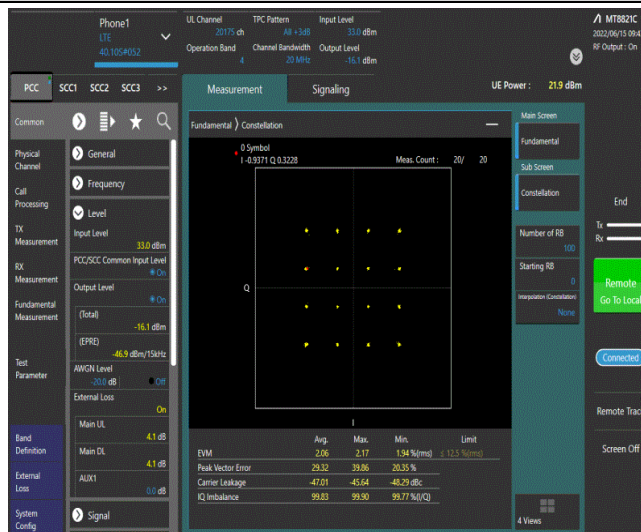 Phone1
LTE
40.105#052
UL Channel
20175 ch
TPC Pattern
All +3dB
Input Level
33.0 dBm
Operation Band
4
Channel Bandwidth
20 MHz
Output Level
-16.1 dBm
MT8821C
2022/06/15 09:4
RF Output : On
PCC SCC1 SCC2 SCC3 >>
Measurement
Signaling
UE Power : 21.9 dBm
Common
Physical
Channel
Call
Processing
TX
Measurement
RX
Measurement
Fundamental
Measurement
Test
Parameter
Band
Definition
External
Loss
System
Config
General
Frequency
Level
Input Level
33.0 dBm
PCC/SCC Common Input Level
On
Output Level
On
(Total)
-16.1 dBm
(EPRE)
-46.9 dBm/15kHz
AWGN Level
-20.0 dB Off
External Loss
On
Main UL
4.1 dB
Main DL
4.1 dB
AUX1
0.0 dB
Signal
Fundamental ⟩ Constellation
0 Symbol
I -0.9371 Q 0.3228
Meas. Count : 20/ 20
Q
I
Avg. Max. Min. Limit
EVM 2.06 2.17 1.94 %(rms) ≤ 12.5 %(rms)
Peak Vector Error 29.32 39.86 20.35 %
Carrier Leakage -47.01 -45.64 -48.29 dBc
IQ Imbalance 99.83 99.90 99.77 %(I/Q)
Main Screen
Fundamental
Sub Screen
Constellation
Number of RB
100
Starting RB
0
Interpolation (Constellation)
None
4 Views
End
Tx
Rx
Remote
Go To Local
Connected
Remote Trac
Screen Off